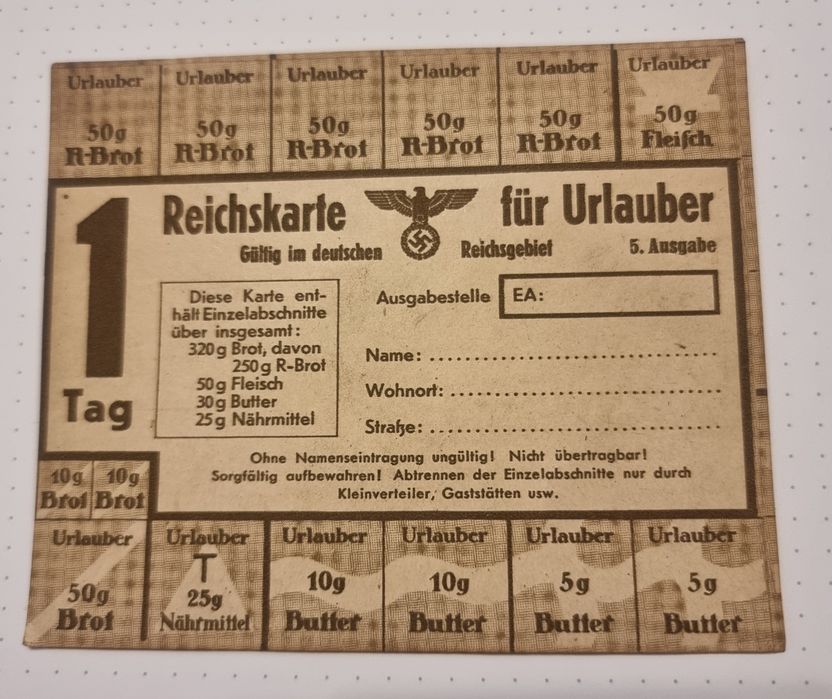 Urlauber Urlauber Urlauber Urlauber Urlauber Urlauber
50g 50g 50g 50g 50g 50g
R-Brot R-Brot R-Brot R-Brot R-Brot Fleisch
1 Tag
Reichskarte für Urlauber
Gültig im deutschen Reichsgebiet 5. Ausgabe
Diese Karte ent-
hält Einzelabschnitte
über insgesamt:
320g Brot, davon
250g R-Brot
50g Fleisch
30g Butter
25g Nährmittel
Ausgabestelle EA:
Name: ........................................
Wohnort: .....................................
Straße: ........................................
Ohne Namenseintragung ungültig! Nicht übertragbar!
Sorgfältig aufbewahren! Abtrennen der Einzelabschnitte nur durch
Kleinverteiler, Gaststätten usw.
10g 10g
Brot Brot
Urlauber Urlauber Urlauber Urlauber Urlauber Urlauber
50g T 25g 10g 10g 5g 5g
Brot Nährmittel Butter Butter Butter Butter